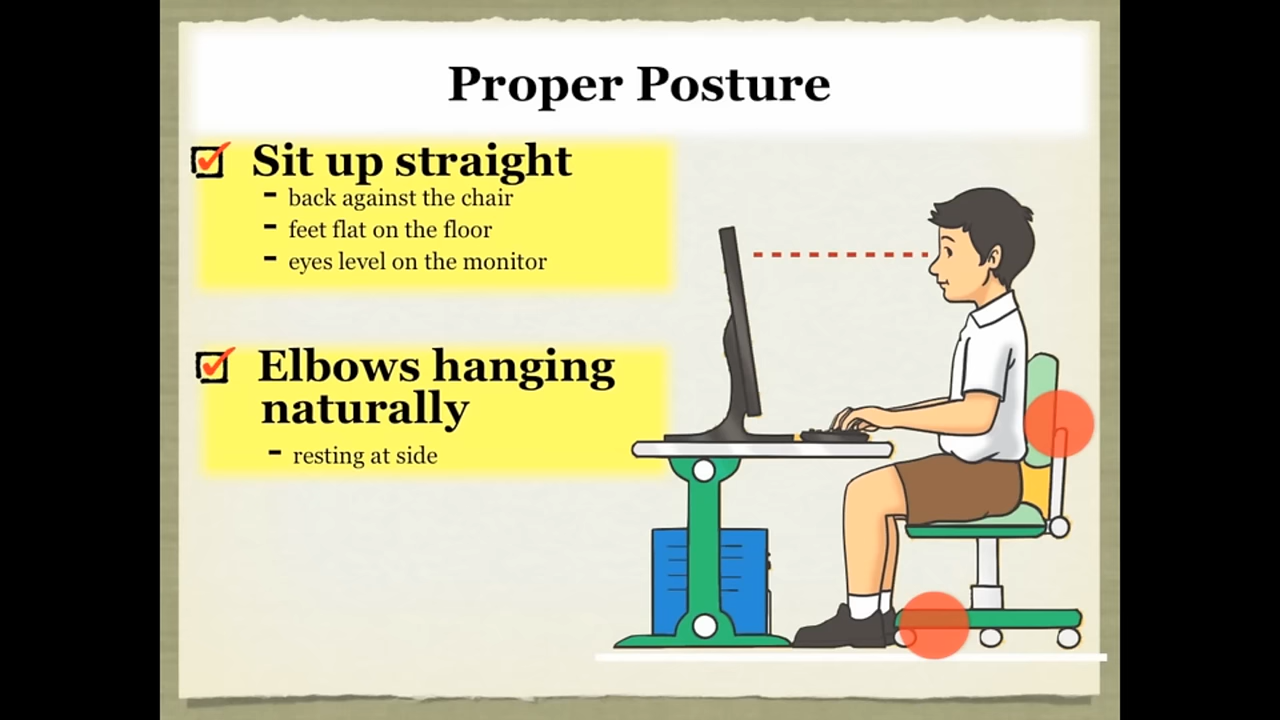 Proper Posture
Sit up straight
- back against the chair
- feet flat on the floor
- eyes level on the monitor
Elbows hanging
naturally
- resting at side